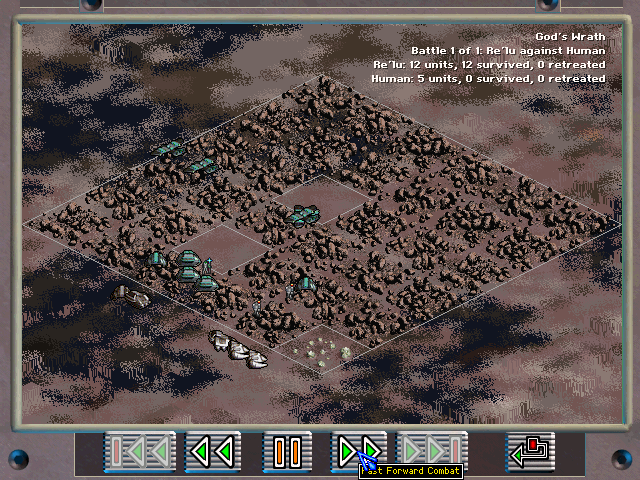 God's Wrath
Battle 1 of 1: Re'lu against Human
Re'lu: 12 units, 12 survived, 0 retreated
Human: 5 units, 0 survived, 0 retreated
Fast Forward Combat